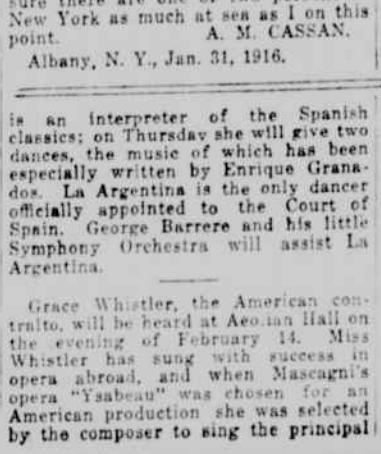 sure there are one or two
New York as much at sea as I on this
point. A. M. CASSAN.
Albany, N. Y., Jan. 31, 1916.
is an interpreter of the Spanish
classics; on Thursday she will give two
dances, the music of which has been
especially written by Enrique Grana-
dos. La Argentina is the only dancer
officially appointed to the Court of
Spain. George Barrere and his little
Symphony Orchestra will assist La
Argentina.
Grace Whistler, the American con-
tralto, will be heard at Aeolian Hall on
the evening of February 14. Miss
Whistler has sung with success in
opera abroad, and when Mascagni's
opera "Ysabeau" was chosen for an
American production she was selected
by the composer to sing the principal